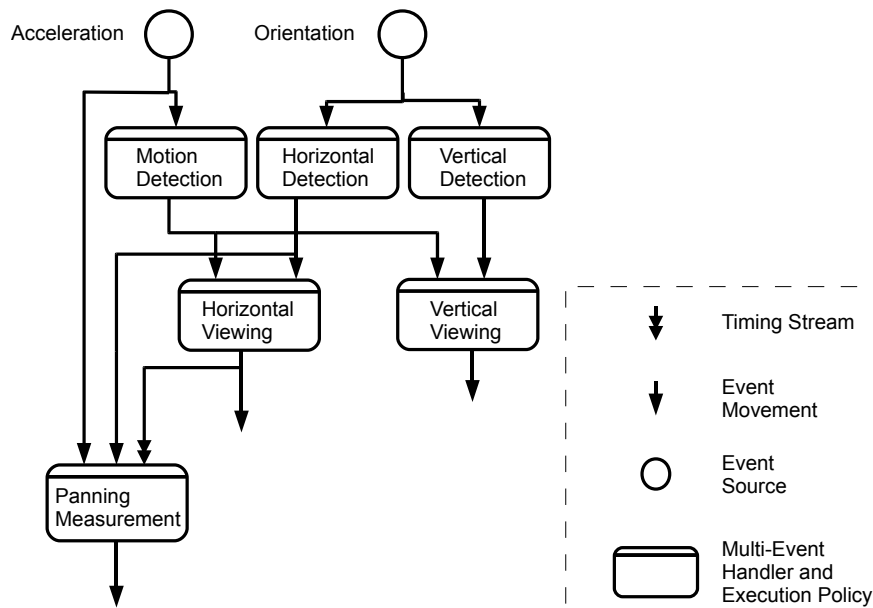 Acceleration
Orientation
Motion
Detection
Horizontal
Detection
Vertical
Detection
Horizontal
Viewing
Vertical
Viewing
Panning
Measurement
Timing Stream
Event
Movement
Event
Source
Multi-Event
Handler and
Execution Policy